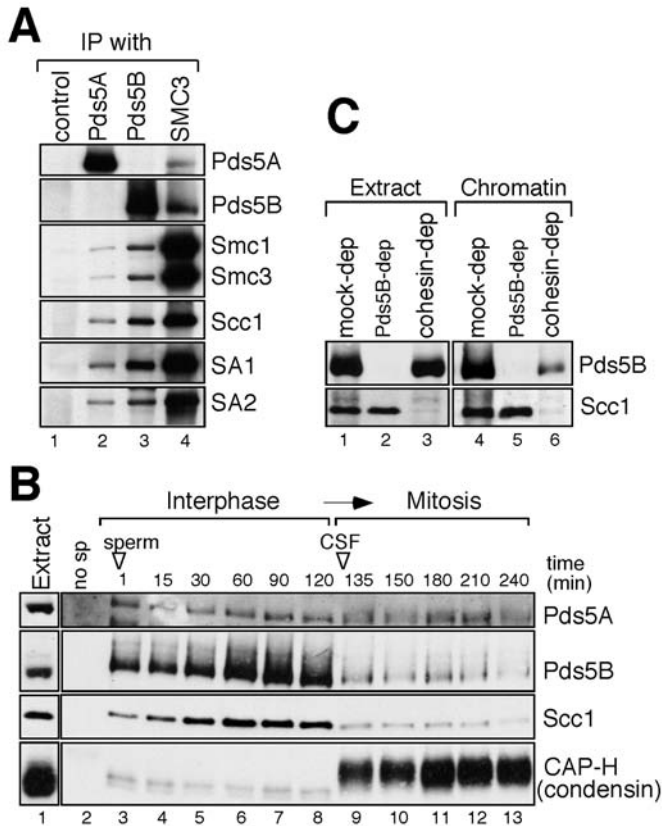 A
IP with
control
Pds5A
Pds5B
SMC3
Pds5A
Pds5B
Smc1
Smc3
Scc1
SA1
SA2
1 2 3 4
C
Extract Chromatin
mock-dep
Pds5B-dep
cohesin-dep
mock-dep
Pds5B-dep
cohesin-dep
Pds5B
Scc1
1 2 3 4 5 6
B
Interphase Mitosis
Extract
no sp
sperm CSF
1 15 30 60 90 120 135 150 180 210 240 time
(min)
Pds5A
Pds5B
Scc1
CAP-H
(condensin)
1 2 3 4 5 6 7 8 9 10 11 12 13